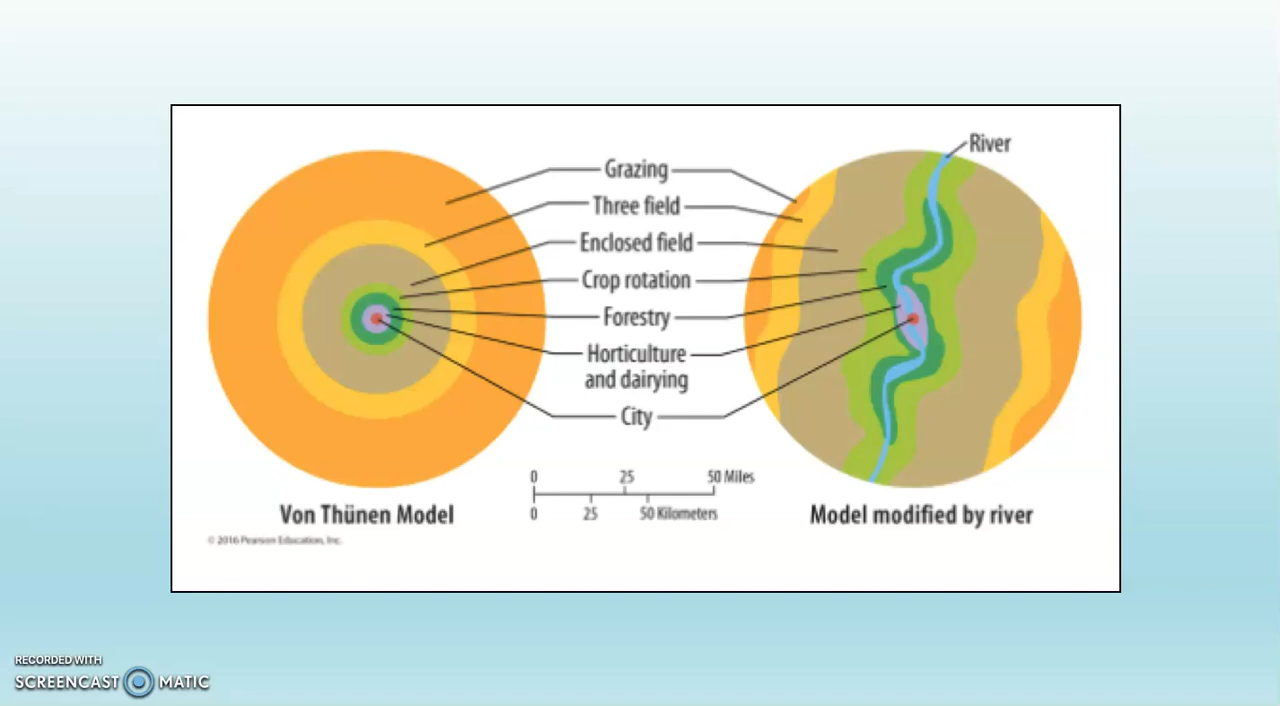 River
Grazing
Three field
Enclosed field
Crop rotation
Forestry
Horticulture
and dairying
City
0 25 50 Miles
0 25 50 Kilometers
Von Thünen Model
Model modified by river
© 2016 Pearson Education, Inc.
RECORDED WITH
SCREENCAST MATIC